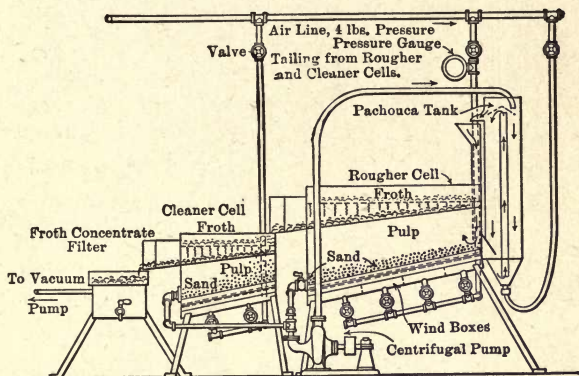 Air Line, 4 lbs. Pressure
Pressure Gauge
Valve
Tailing from Rougher
and Cleaner Cells.
Pachouca Tank
Rougher Cell
Froth
Cleaner Cell
Froth
Pulp
Froth Concentrate
Filter
Pulp
Sand
Sand
To Vacuum
Pump
Wind Boxes
Centrifugal Pump